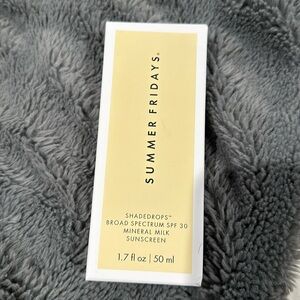 SUMMER FRIDAYS.
SHADEDROPS™
BROAD SPECTRUM SPF 30
MINERAL MILK
SUNSCREEN
1.7 fl oz | 50 ml